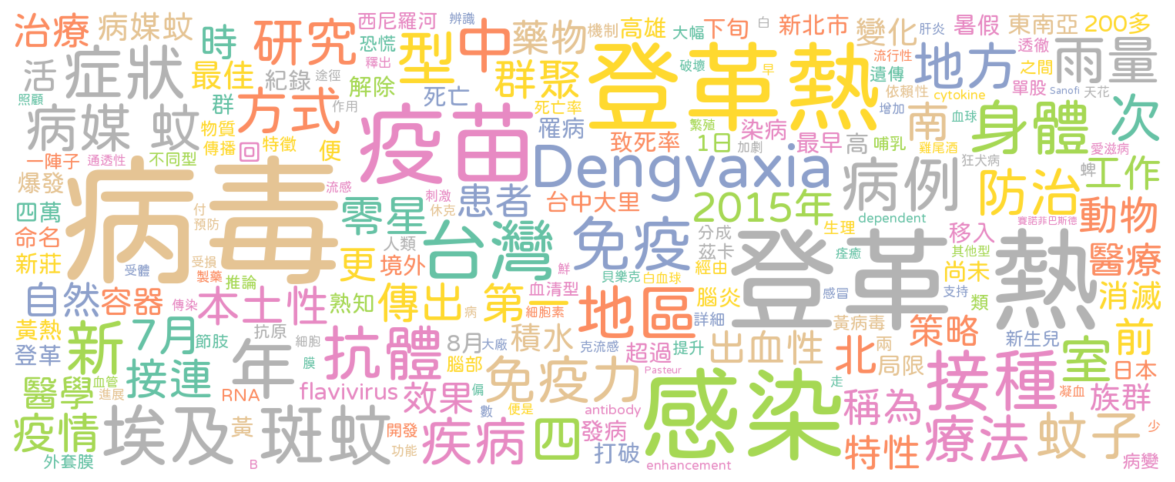 治療
病媒蚊
時
研究
西尼羅河
辨識
恐慌
釋出
型
中
藥物
機制
高雄
大幅
下旬
白
新北市
變化
肝炎
暑假
東南亞
200多
流行性
透徹
之間
雨量
活
症狀
最佳
紀錄
途徑
解除
群聚
破壞
登革熱
早
遺傳
地方
依賴性
cytokine
單股
Sanofi
天花
照顧
群
方式
作用
死亡
死亡率
疫苗
罹病
繁殖
致死率
染病
1日
加劇
最早
高
哺乳
增加
血球
雞尾酒
南
身體
次
愛滋病
病媒 蚊
物質
特徵
傳播
回
便
一陣子
通透性
不同型
爆發
病毒
流感
刺激
休克
Dengvaxia
病例
狂犬病
蜱
防治
工作
四萬
付
預防
零星
患者
台中大里
2015年
dependent
賽諾菲巴斯德
動物
命名
新莊
受體
受損
製藥
推論
人類
更
境外
台灣
鮮
免疫
分成
茲卡
經由
生理
痊癒
登革熱
移入
尚未
其他型
醫療
自然
容器
傳染
本土性
熟知
傳出
血清型
細胞素
第一
貝樂克
白血球
地區
腦炎
詳細
感冒
支持
類
消滅
黃熱
登革
新
7月
節肢
抗原
細胞
膜
年
抗體
病
8月
大廠
腦部
積水
克流感
超過
提升
出血性
黃病毒
兩
北
局限
策略
新生兒
室
前
日本
醫學
血管
進展
接連
RNA
flavivirus
效果
偏
免疫力
數
便是
Pasteur
antibody
感染
走
稱為
接種
凝血
族群
疫情
埃及
黃
斑蚊
開發
功能
疾病
四
發病
打破
enhancement
特性
療法
蚊子
少
病變
外套膜
B